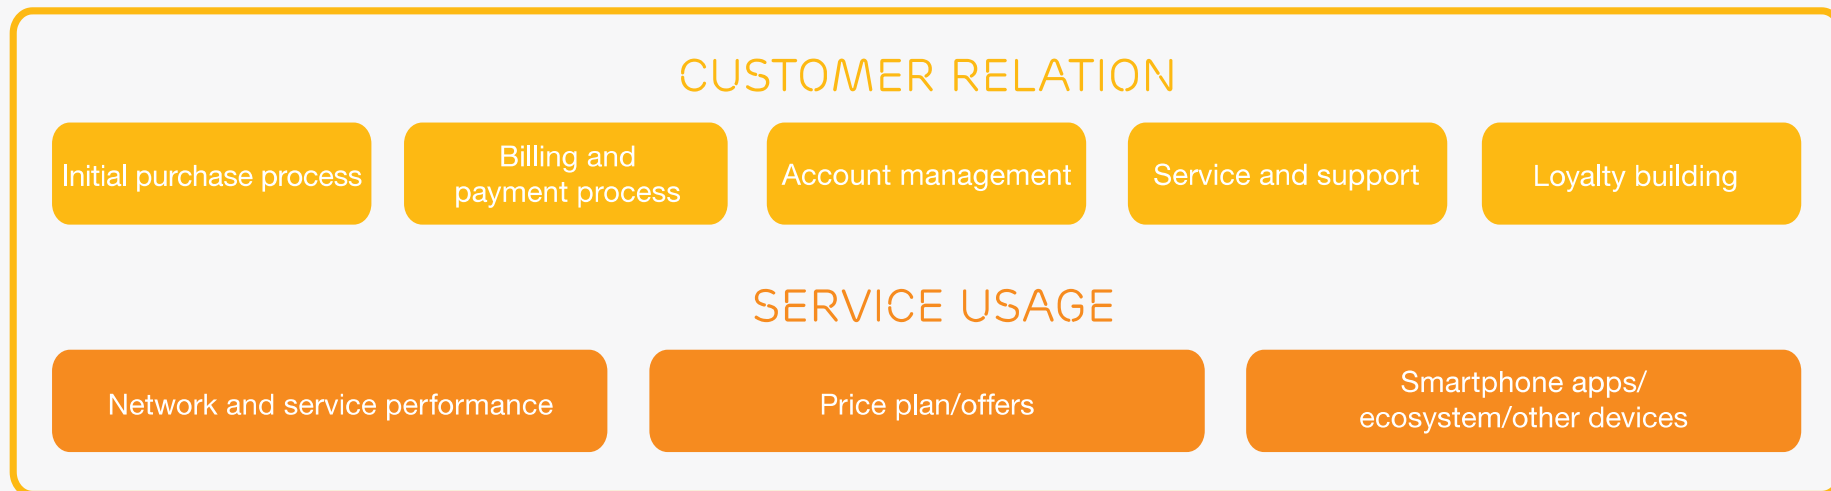 CUSTOMER RELATION
Initial purchase process
Billing and
payment process
Account management
Service and support
Loyalty building
SERVICE USAGE
Network and service performance
Price plan/offers
Smartphone apps/
ecosystem/other devices